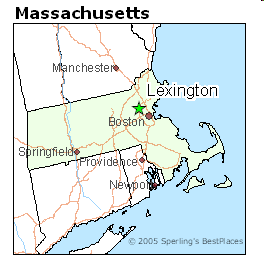 Massachusetts
Manchester
Lexington
Boston
Springfield
Providence
Newport
© 2005 Sperling's BestPlaces